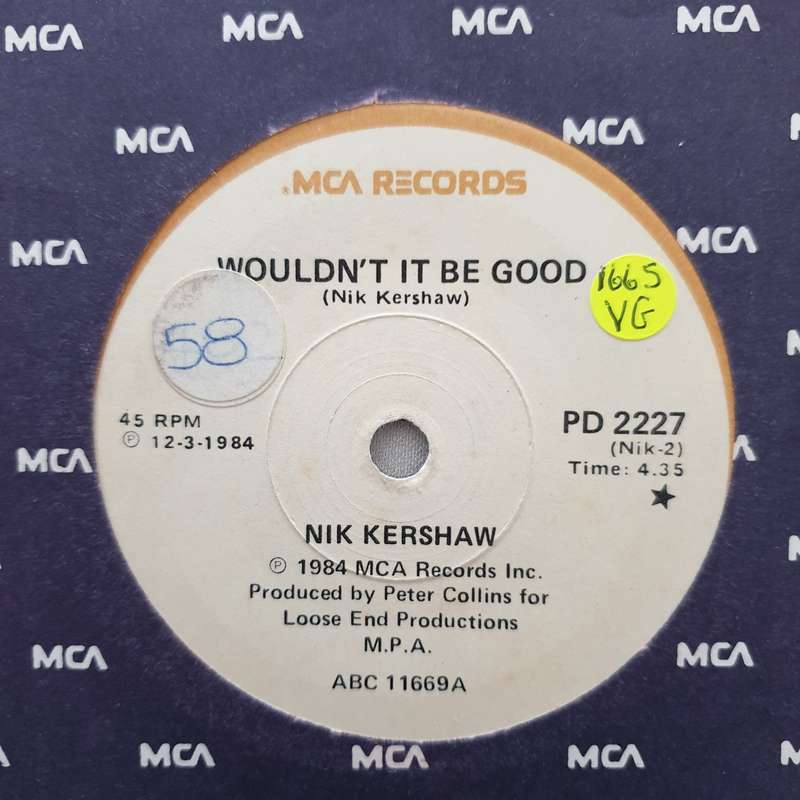 MCA
MCA
MCA
MCA
MCA
MCA
MCA RECORDS
MCA
MCA
WOULDN'T IT BE GOOD
(Nik Kershaw)
1665
VG
58
45 RPM
Ⓟ 12-3-1984
PD 2227
(Nik-2)
Time: 4.35
MCA
NIK KERSHAW
Ⓟ 1984 MCA Records Inc.
Produced by Peter Collins for
Loose End Productions
M.P.A.
ABC 11669A
MCA
MCA
MCA
MCA
MCA